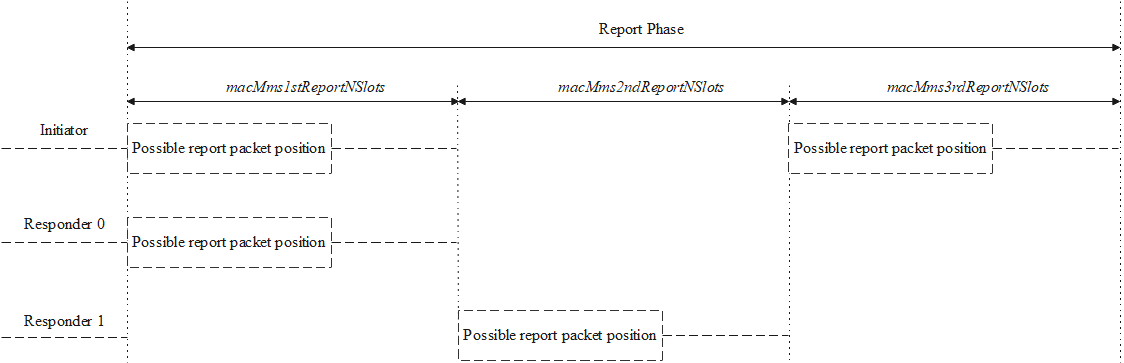 Report Phase
macMms1stReportNSlots
macMms2ndReportNSlots
macMms3rdReportNSlots
Initiator
Possible report packet position
Possible report packet position
Responder 0
Possible report packet position
Responder 1
Possible report packet position